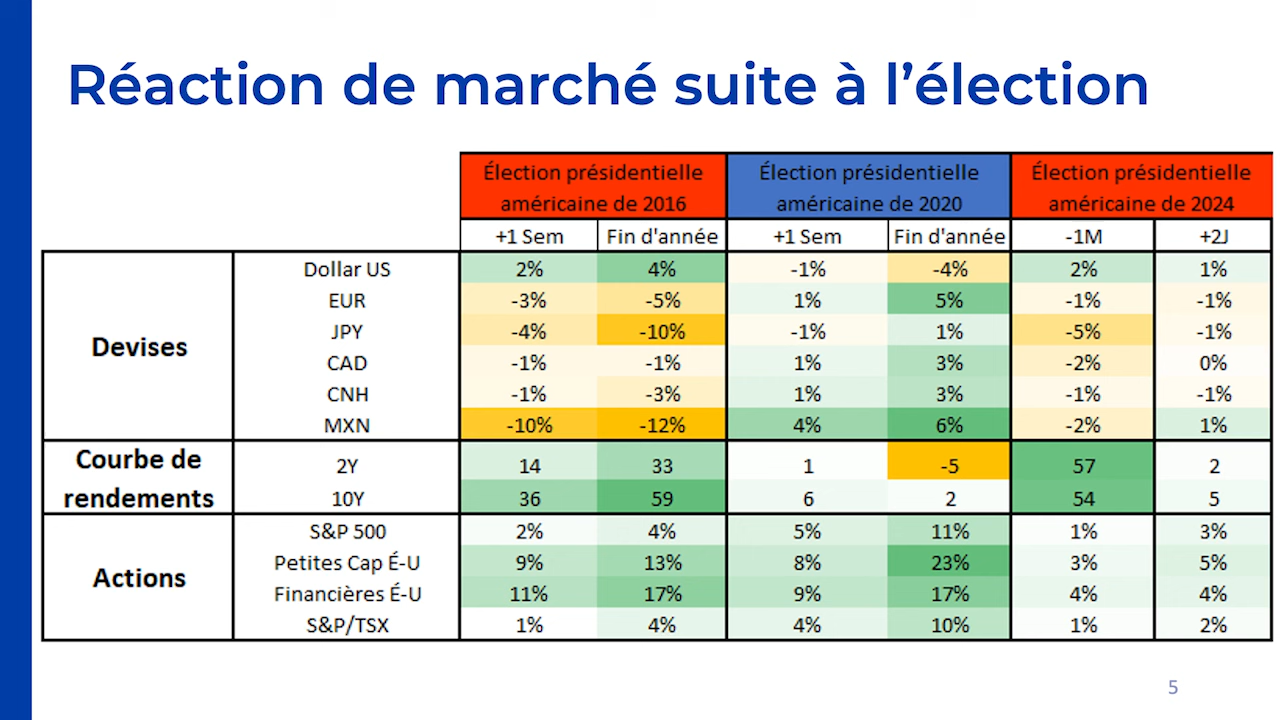 Réaction de marché suite à l’élection
Élection présidentielle américaine de 2016 Élection présidentielle américaine de 2020 Élection présidentielle américaine de 2024
+1 Sem Fin d'année +1 Sem Fin d'année -1M +2J
Devises
Dollar US 2% 4% -1% -4% 2% 1%
EUR -3% -5% 1% 5% -1% -1%
JPY -4% -10% -1% 1% -5% -1%
CAD -1% -1% 1% 3% -2% 0%
CNH -1% -3% 1% 3% -1% -1%
MXN -10% -12% 4% 6% -2% 1%
Courbe de
rendements
2Y 14 33 1 -5 57 2
10Y 36 59 6 2 54 5
Actions
S&P 500 2% 4% 5% 11% 1% 3%
Petites Cap É-U 9% 13% 8% 23% 3% 5%
Financières É-U 11% 17% 9% 17% 4% 4%
S&P/TSX 1% 4% 4% 10% 1% 2%
5